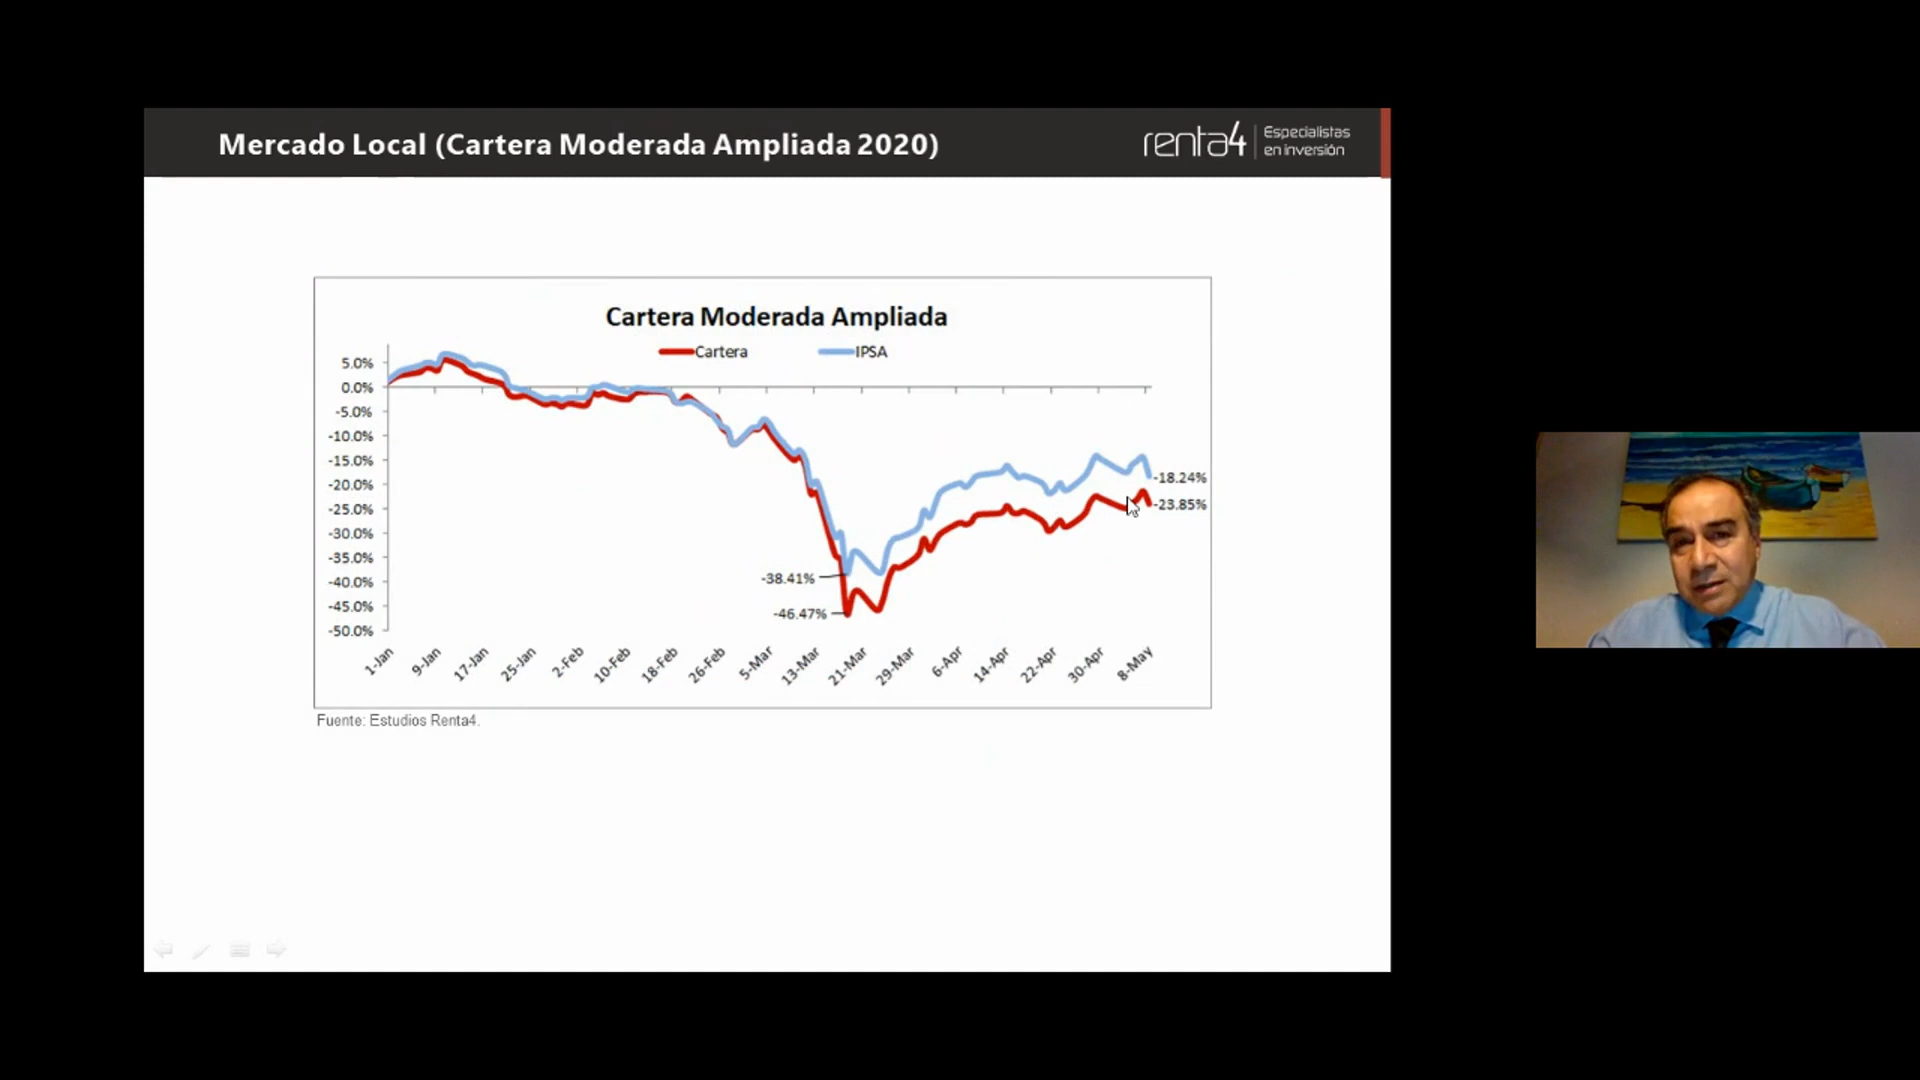 Mercado Local (Cartera Moderada Ampliada 2020)
renta4 Especialistas
en inversión
Cartera Moderada Ampliada
Cartera IPSA
5.0%
0.0%
-5.0%
-10.0%
-15.0%
-20.0%
-25.0%
-30.0%
-35.0%
-40.0%
-45.0%
-50.0%
-18.24%
-23.85%
-38.41%
-46.47%
1-Jan 9-Jan 17-Jan 25-Jan 2-Feb 10-Feb 18-Feb 26-Feb 5-Mar 13-Mar 21-Mar 29-Mar 6-Apr 14-Apr 22-Apr 30-Apr 8-May
Fuente: Estudios Renta4.